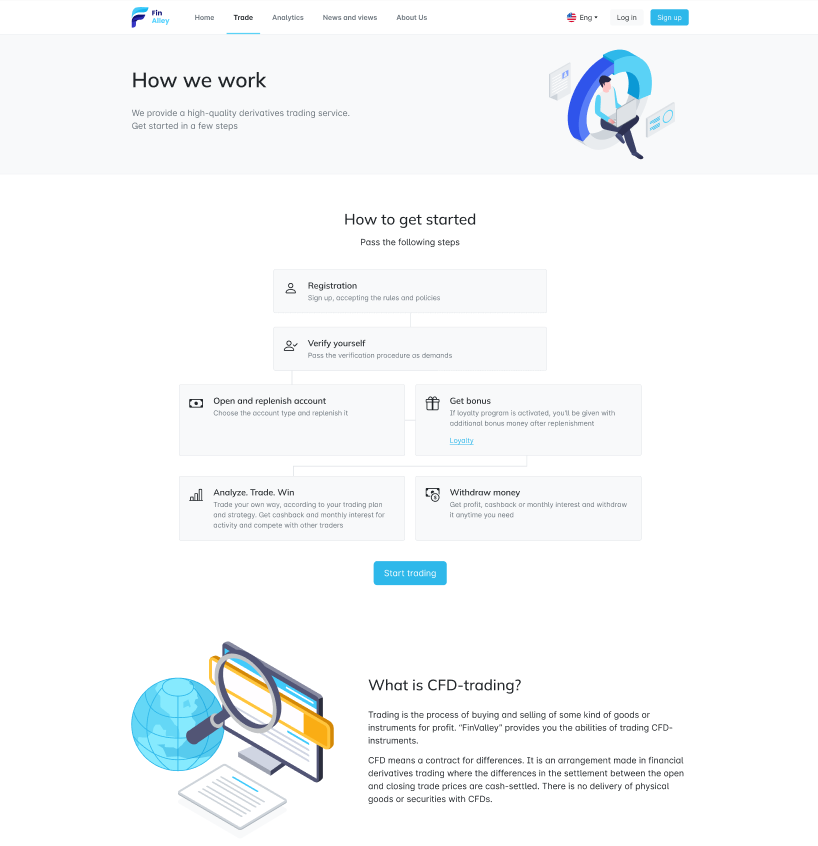 Fin
Alley
Home
Trade
Analytics
News and views
About Us
Eng
Log in
Sign up
How we work
We provide a high-quality derivatives trading service.
Get started in a few steps
How to get started
Pass the following steps
Registration
Sign up, accepting the rules and policies
Verify yourself
Pass the verification procedure as demands
Open and replenish account
Choose the account type and replenish it
Get bonus
If loyalty program is activated, you'll be given with
additional bonus money after replenishment
Loyalty
Analyze. Trade. Win
Trade your own way, according to your trading plan
and strategy. Get cashback and monthly interest for
activity and compete with other traders
Withdraw money
Get profit, cashback or monthly interest and withdraw
it anytime you need
Start trading
What is CFD-trading?
Trading is the process of buying and selling of some kind of goods or
instruments for profit. "FinValley" provides you the abilities of trading CFD-
instruments.
CFD means a contract for differences. It is an arrangement made in financial
derivatives trading where the differences in the settlement between the open
and closing trade prices are cash-settled. There is no delivery of physical
goods or securities with CFDs.